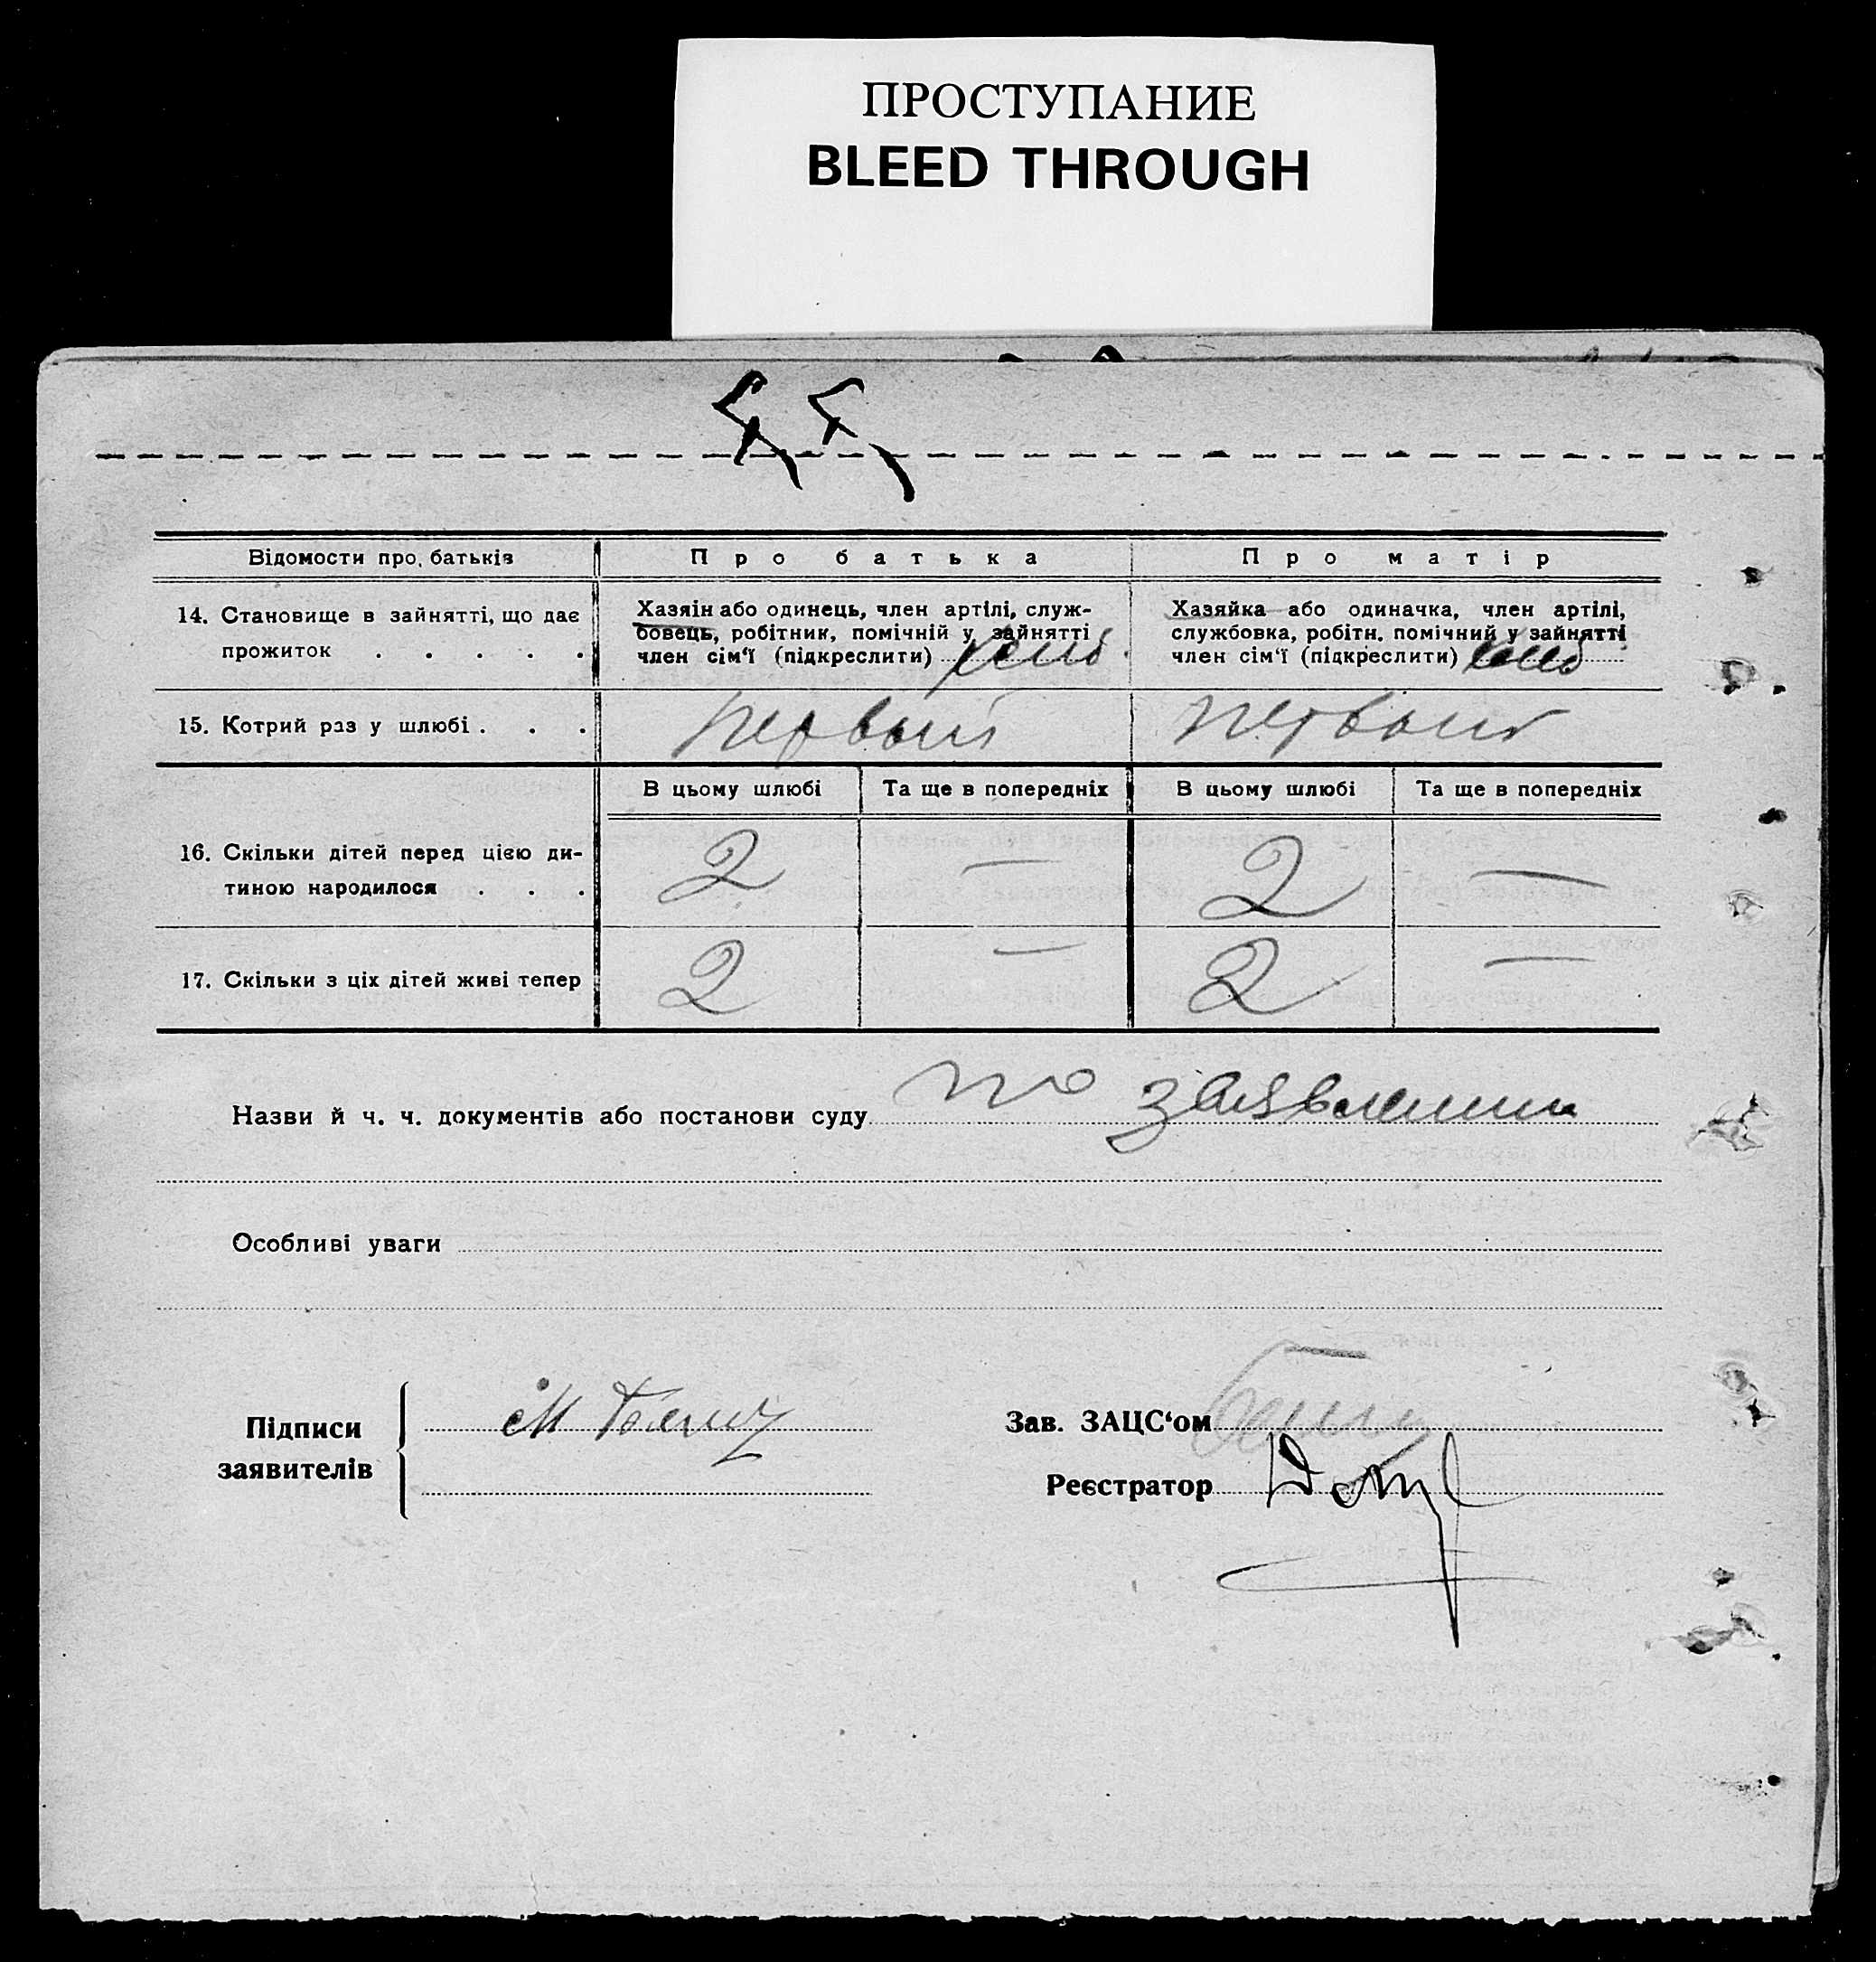 ПРОСТУПАНИЕ
BLEED THROUGH
Відомости про батьків
Про батька
Про матір
14. Становище в зайнятті, що дає
прожиток . . . . .
Хазяін або одинець, член артілі, служ-
бовець, робітник, помічній у зайнятті
член сім‘ї (підкреслити)
Хазяйка або одиначка, член артілі,
службовка, робітн. помічний у зайнятті
член сім‘ї (підкреслити)
15. Котрий раз у шлюбі . . .
первый
первый
В цьому шлюбі
Та ще в попередніх
В цьому шлюбі
Та ще в попередніх
16. Скільки дітей перед цією ди-
тиною народилося . . .
2 — 2 —
17. Скільки з ціх дітей живі тепер
2 — 2 —
Назви й ч. ч. документів або постанови суду по заявлению
Особливі уваги
Підписи
заявителів
Зав. ЗАЦС‘ом
Реєстратор